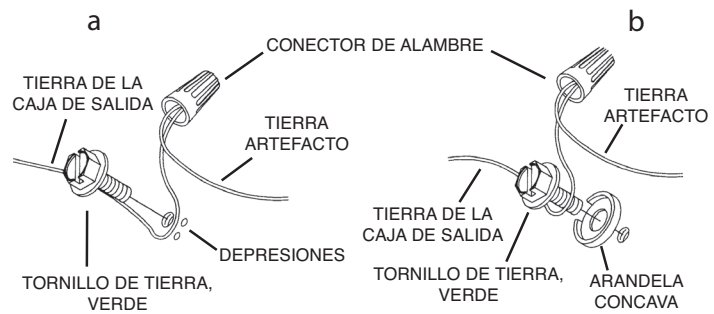 a
b
CONECTOR DE ALAMBRE
TIERRA DE LA
CAJA DE SALIDA
TIERRA
ARTEFACTO
DEPRESIONES
TORNILLO DE TIERRA,
VERDE
TIERRA
ARTEFACTO
TIERRA DE LA
CAJA DE SALIDA
TORNILLO DE TIERRA,
VERDE
ARANDELA
CONCAVA